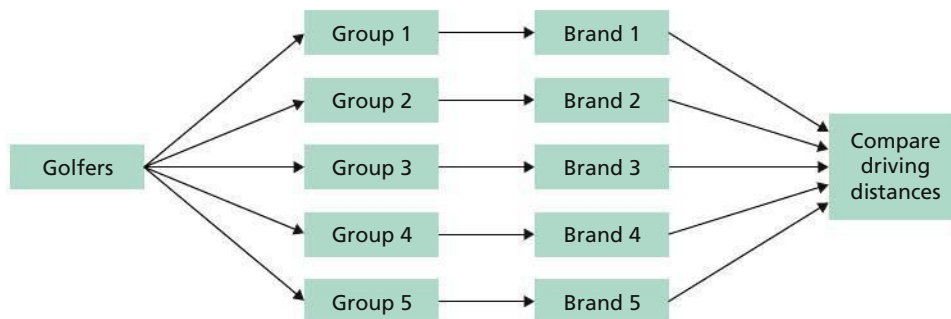 Group 1
Brand 1
Group 2
Brand 2
Golfers
Group 3
Brand 3
Compare
driving
distances
Group 4
Brand 4
Group 5
Brand 5